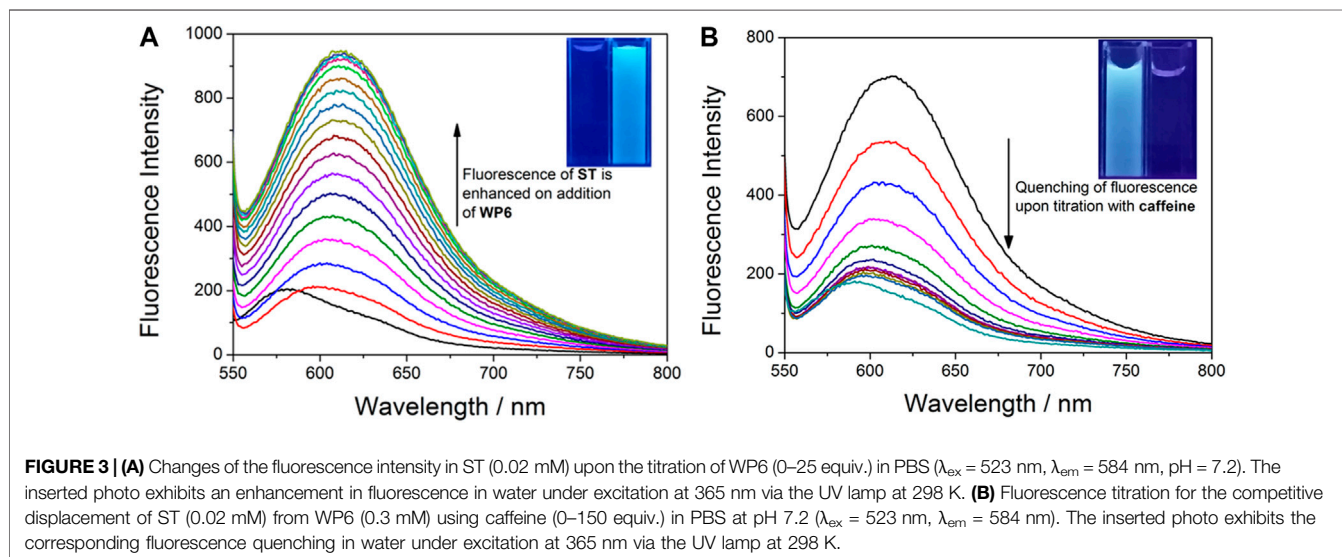 A
1000
800
600
400
200
0
Fluorescence Intensity
Fluorescence of ST is
enhanced on addition
of WP6
550 600 650 700 750 800
Wavelength / nm
B
800
600
400
200
0
Fluorescence Intensity
Quenching of fluorescence
upon titration with caffeine
550 600 650 700 750 800
Wavelength / nm
FIGURE 3 | (A) Changes of the fluorescence intensity in ST (0.02 mM) upon the titration of WP6 (0–25 equiv.) in PBS (λex = 523 nm, λem = 584 nm, pH = 7.2). The
inserted photo exhibits an enhancement in fluorescence in water under excitation at 365 nm via the UV lamp at 298 K. (B) Fluorescence titration for the competitive
displacement of ST (0.02 mM) from WP6 (0.3 mM) using caffeine (0–150 equiv.) in PBS at pH 7.2 (λex = 523 nm, λem = 584 nm). The inserted photo exhibits the
corresponding fluorescence quenching in water under excitation at 365 nm via the UV lamp at 298 K.